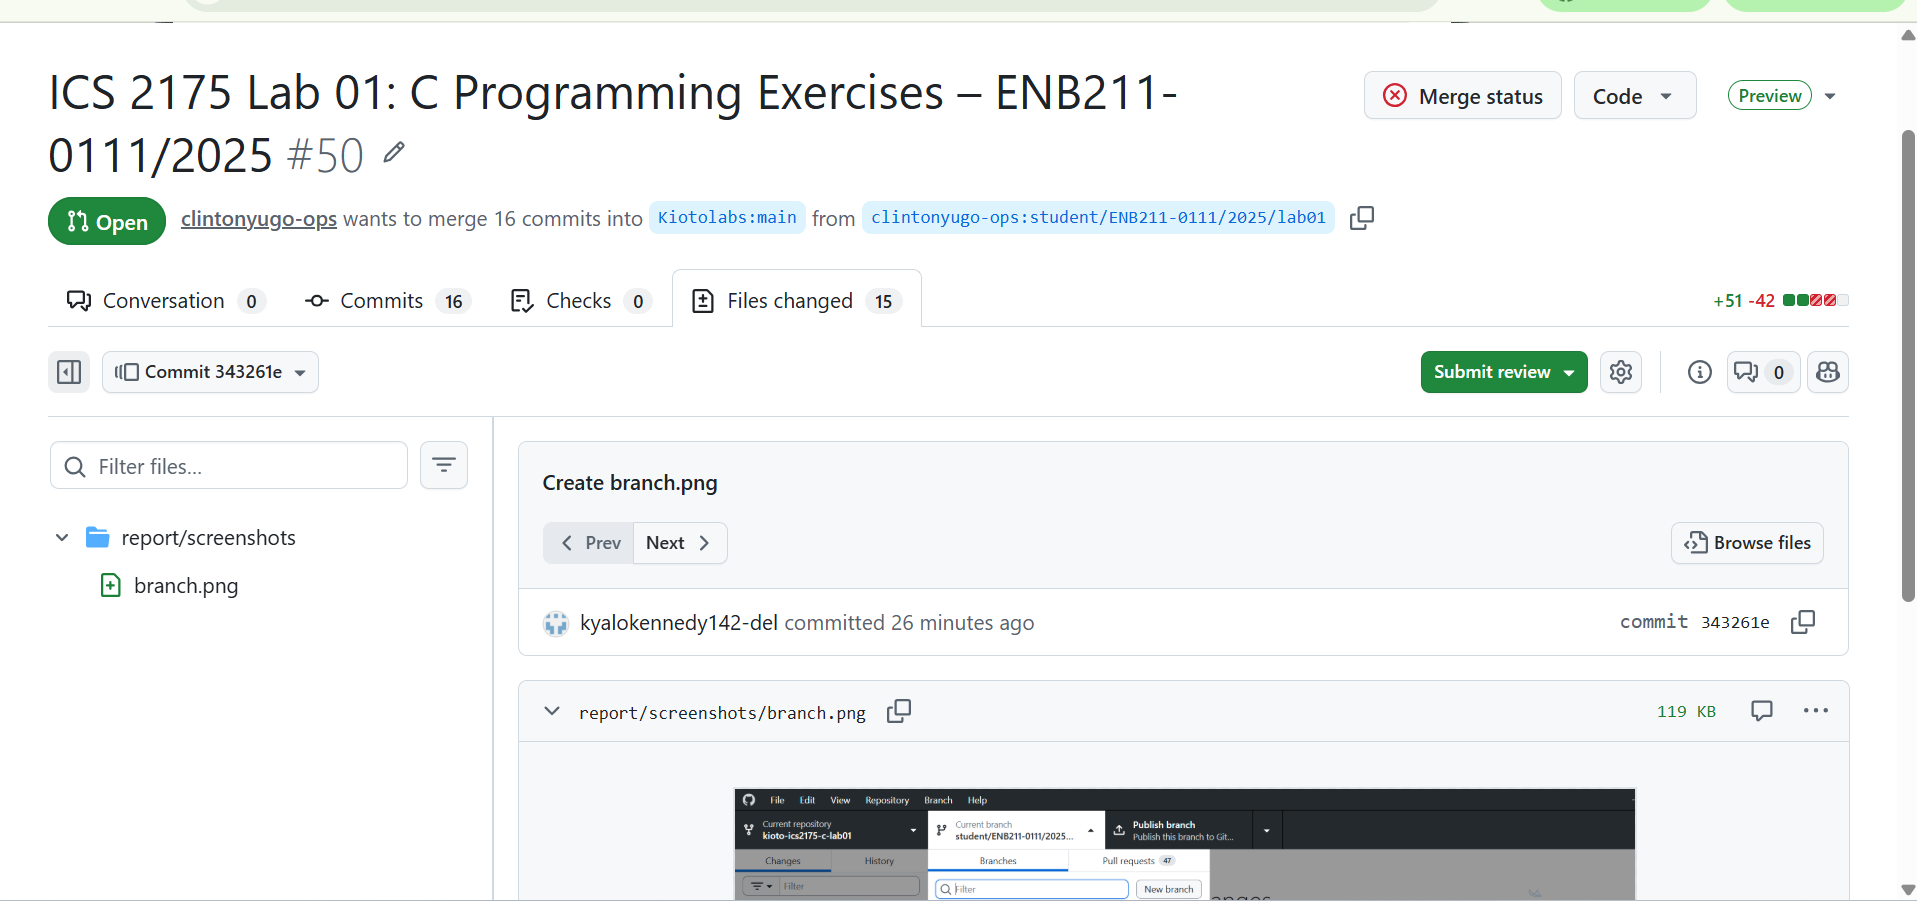 ICS 2175 Lab 01: C Programming Exercises – ENB211-
0111/2025 #50
Merge status
Code
Preview
Open
clintonyugo-ops wants to merge 16 commits into Kiotolabs:main from clintonyugo-ops:student/ENB211-0111/2025/lab01
Conversation 0
Commits 16
Checks 0
Files changed 15
+51 -42
Commit 343261e
Submit review
0
Filter files...
Create branch.png
Prev
Next
Browse files
report/screenshots
branch.png
kyalokennedy142-del committed 26 minutes ago
commit 343261e
report/screenshots/branch.png
119 KB
File Edit View Repository Branch Help
Current repository
kioto-ics2175-c-lab01
Current branch
student/ENB211-0111/2025...
Publish branch
Publish this branch to Git...
Changes
History
Branches
Pull requests 47
Filter
Filter
New branch